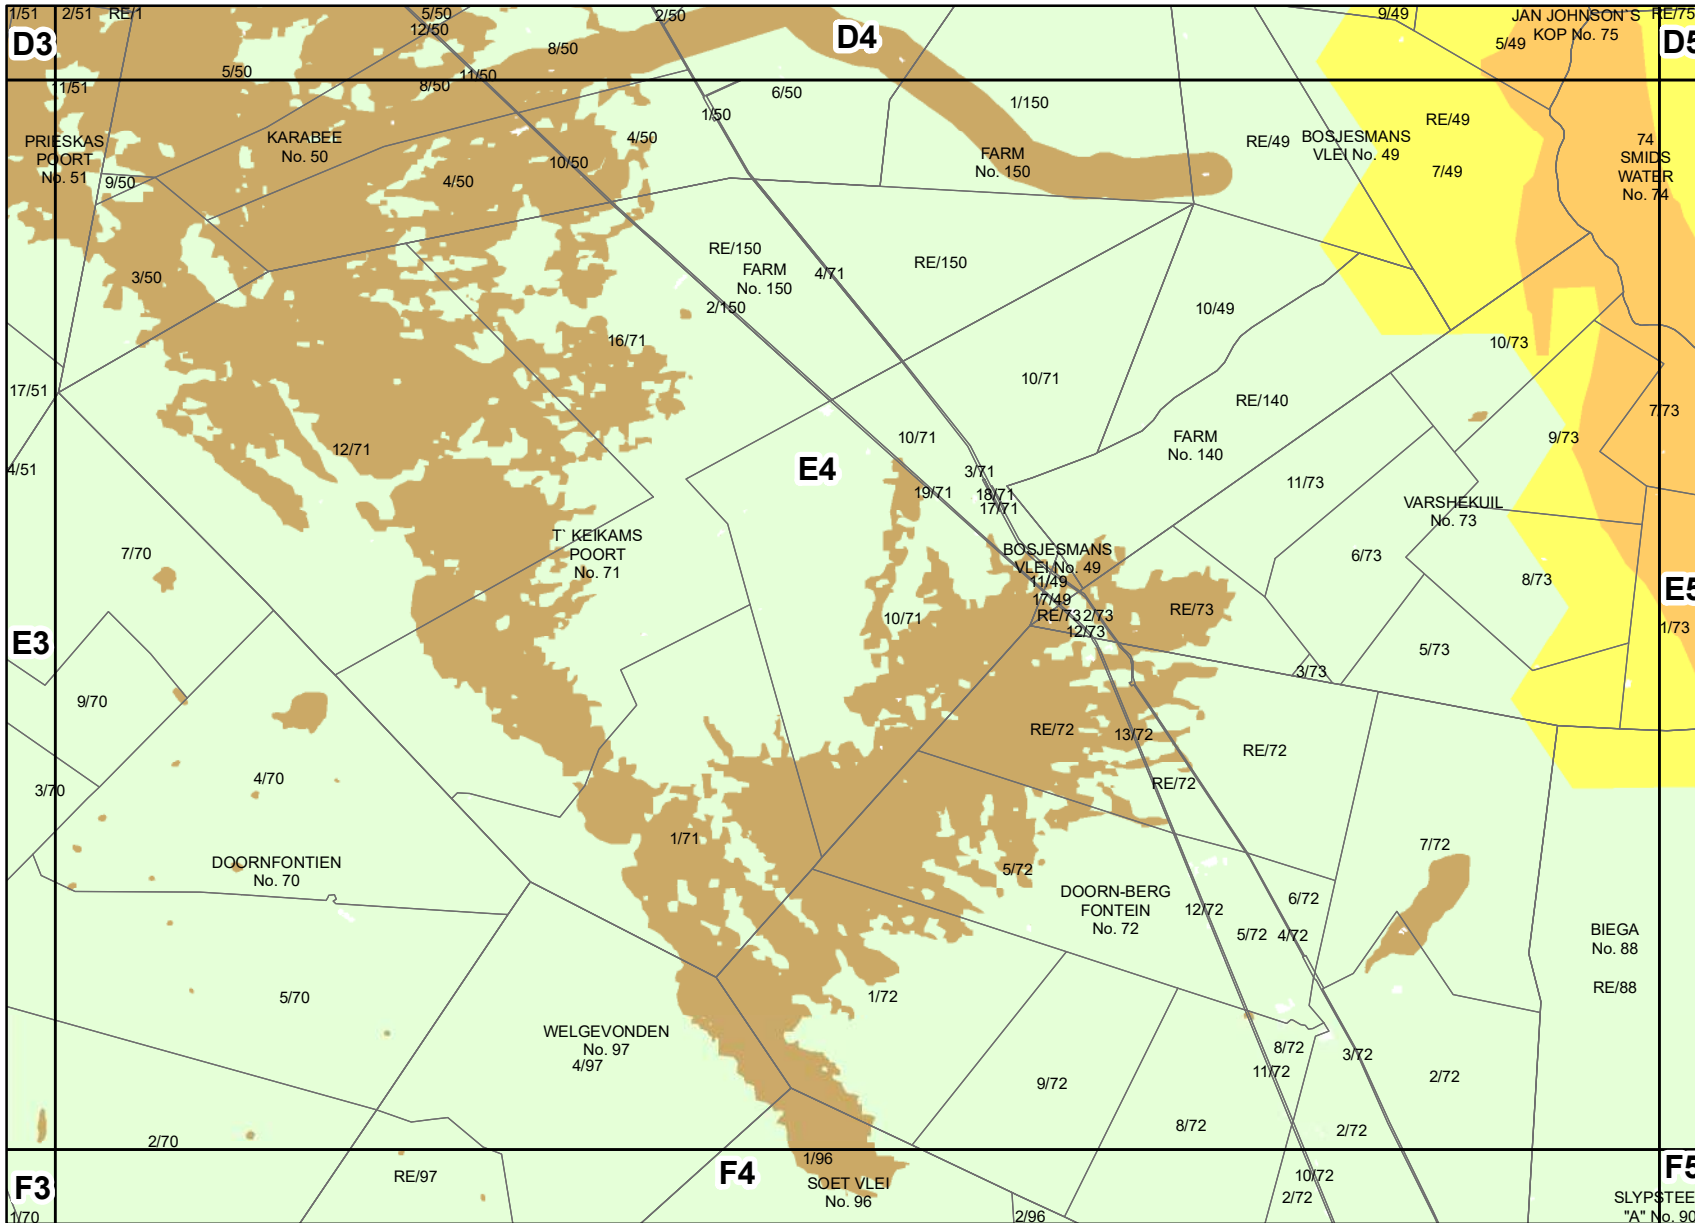 1/51
2/51
RE/1
5/50
2/50
9/49
JAN JOHNSON`S
KOP No. 75
RE/75
12/50
D3
D4
D5
8/50
5/49
5/50
11/50
8/50
11/51
6/50
1/150
1/50
RE/49
PRIESKAS
POORT
No. 51
KARABEE
No. 50
4/50
RE/49
BOSJESMANS
VLEI No. 49
74
SMIDS
WATER
No. 74
10/50
FARM
No. 150
7/49
9/50
4/50
3/50
RE/150
FARM
No. 150
4/71
RE/150
2/150
10/49
16/71
10/73
17/51
10/71
RE/140
7/73
12/71
10/71
FARM
No. 140
9/73
4/51
E4
3/71
19/71
18/71
17/71
11/73
VARSHEKUIL
No. 73
T` KEIKAMS
POORT
No. 71
7/70
BOSJESMANS
VLEI No. 49
11/49
17/49
6/73
8/73
E5
RE/73
2/73
RE/73
12/73
10/71
1/73
E3
5/73
3/73
9/70
RE/72
13/72
RE/72
RE/72
4/70
3/70
1/71
7/72
DOORNFONTIEN
No. 70
5/72
DOORN-BERG
FONTEIN
No. 72
6/72
12/72
5/72
4/72
BIEGA
No. 88
RE/88
5/70
1/72
WELGEVONDEN
No. 97
4/97
8/72
3/72
11/72
9/72
2/72
8/72
2/72
2/70
1/96
F3
RE/97
F4
SOET VLEI
No. 96
10/72
2/72
F5
1/70
2/96
SLYPSTEE
"A" No. 90